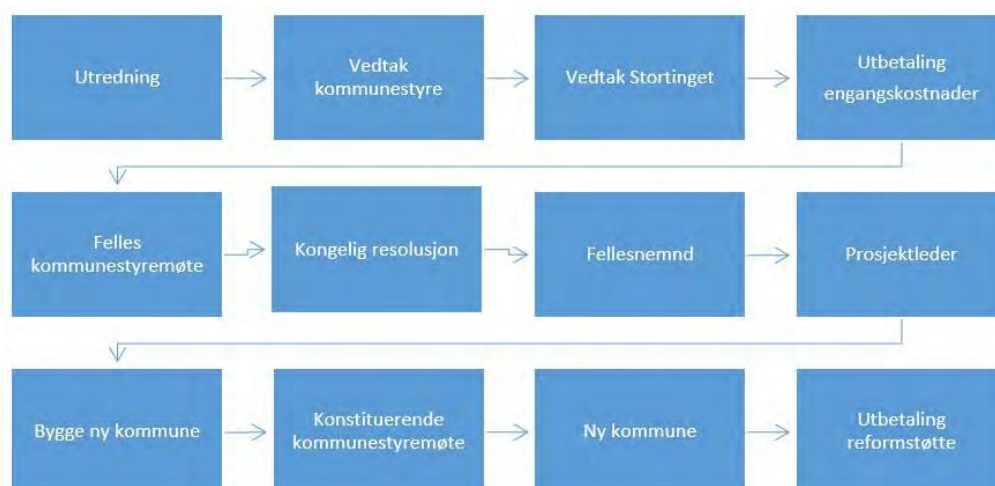 Utredning
Vedtak
kommunestyre
Vedtak Stortinget
Utbetaling
engangskostnader
Felles
kommunestyremøte
Kongelig resolusjon
Fellesnemnd
Prosjektleder
Bygge ny kommune
Konstituerende
kommunestyremøte
Ny kommune
Utbetaling
reformstøtte